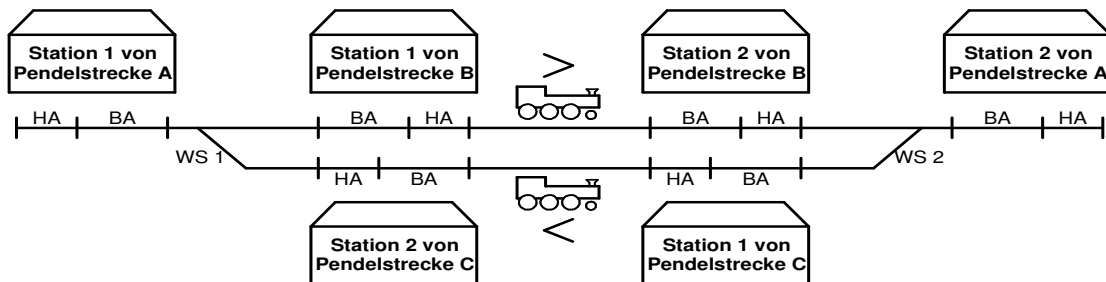 Station 1 von
Pendelstrecke A
Station 1 von
Pendelstrecke B
Station 2 von
Pendelstrecke B
Station 2 von
Pendelstrecke A
HA BA BA HA BA HA BA HA
WS 1 WS 2
HA BA HA BA
Station 2 von
Pendelstrecke C
Station 1 von
Pendelstrecke C